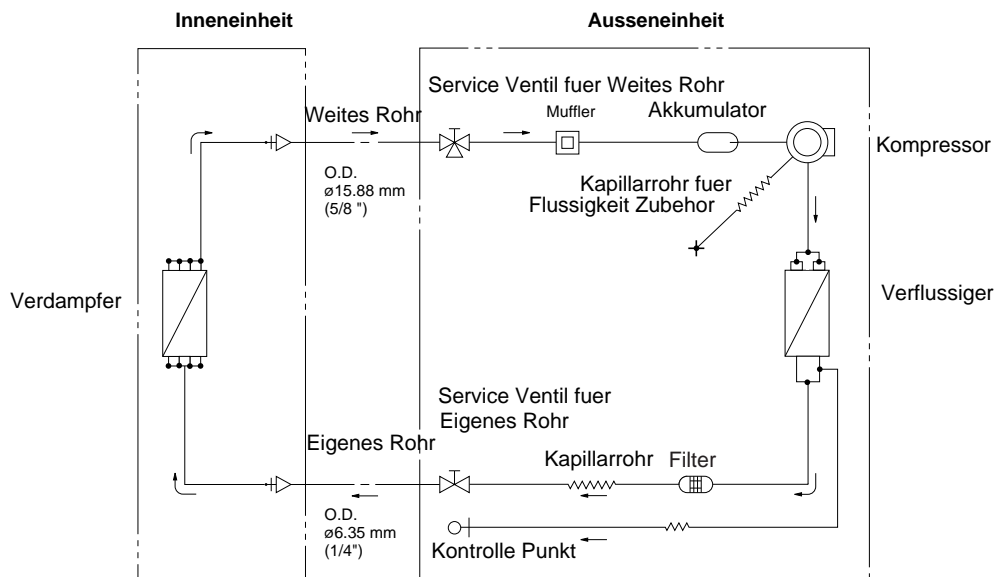 Inneneinheit
Ausseneinheit
Service Ventil fuer Weites Rohr
Weites Rohr
Muffler
Akkumulator
Kompressor
O.D.
ø15.88 mm
(5/8 ")
Kapillarrohr fuer
Flussigkeit Zubehor
Verdampfer
Verflussiger
Service Ventil fuer
Eigenes Rohr
Eigenes Rohr
Kapillarrohr
Filter
O.D.
ø6.35 mm
(1/4")
Kontrolle Punkt